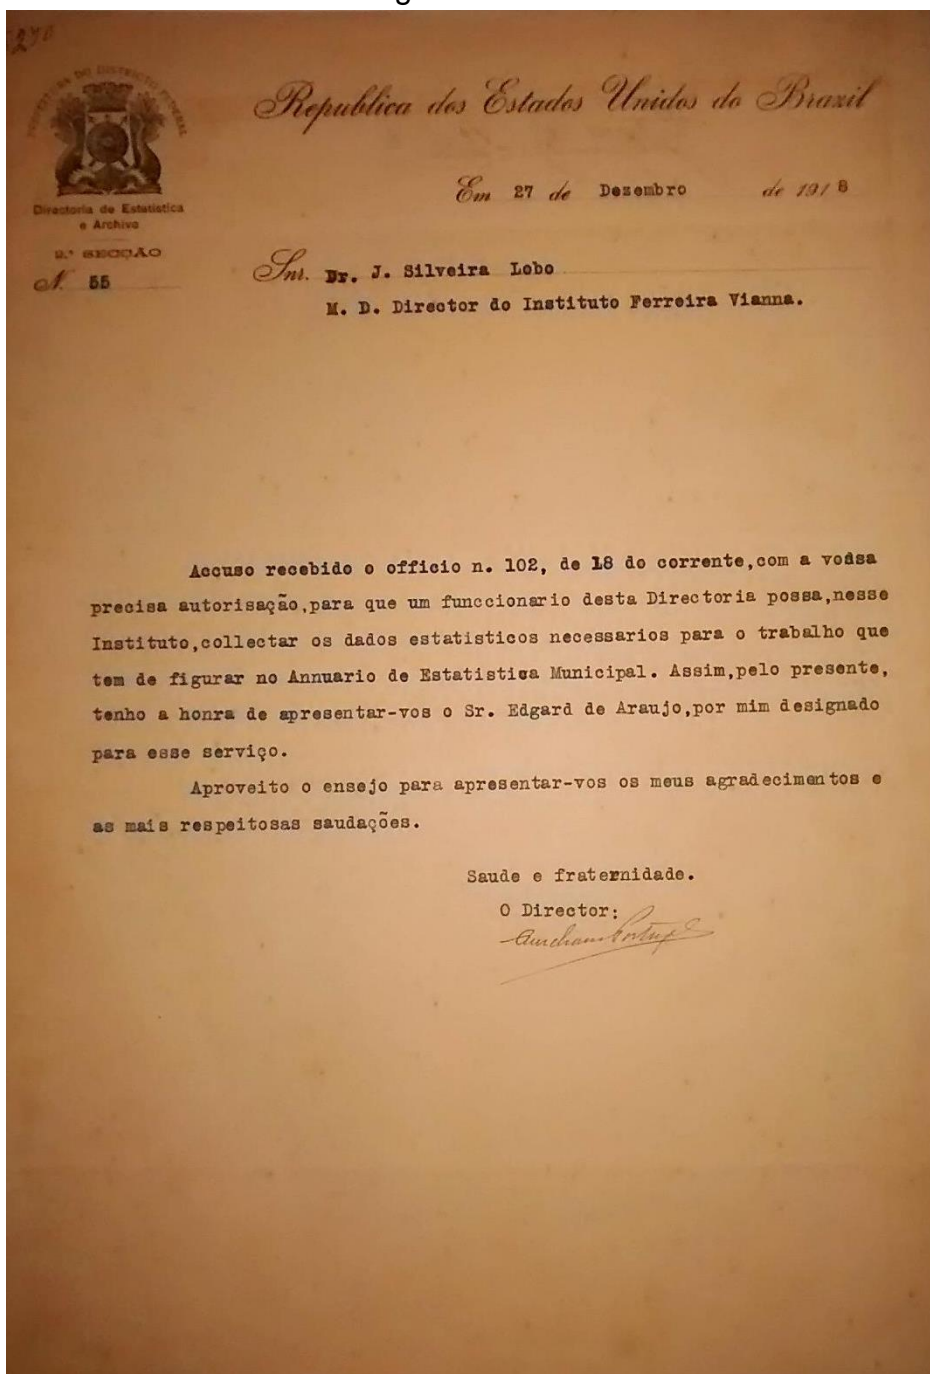 PREFEITURA DO DISTRICTO FEDERAL
Directoria de Estatistica
e Archivo
2.ª SECÇÃO
N. 55
Republica dos Estados Unidos do Brazil
Em 27 de Dezembro de 1918
Snr. Dr. J. Silveira Lobo
M. D. Director do Instituto Ferreira Vianna.
Accuso recebido o officio n. 102, de 18 do corrente,com a vossa
precisa autorisação,para que um funccionario desta Directoria possa,nesse
Instituto,collectar os dados estatisticos necessarios para o trabalho que
tem de figurar no Annuario de Estatistica Municipal. Assim,pelo presente,
tenho a honra de apresentar-vos o Sr. Edgard de Araujo,por mim designado
para esse serviço.
Aproveito o ensejo para apresentar-vos os meus agradecimentos e
as mais respeitosas saudações.
Saude e fraternidade.
O Director: